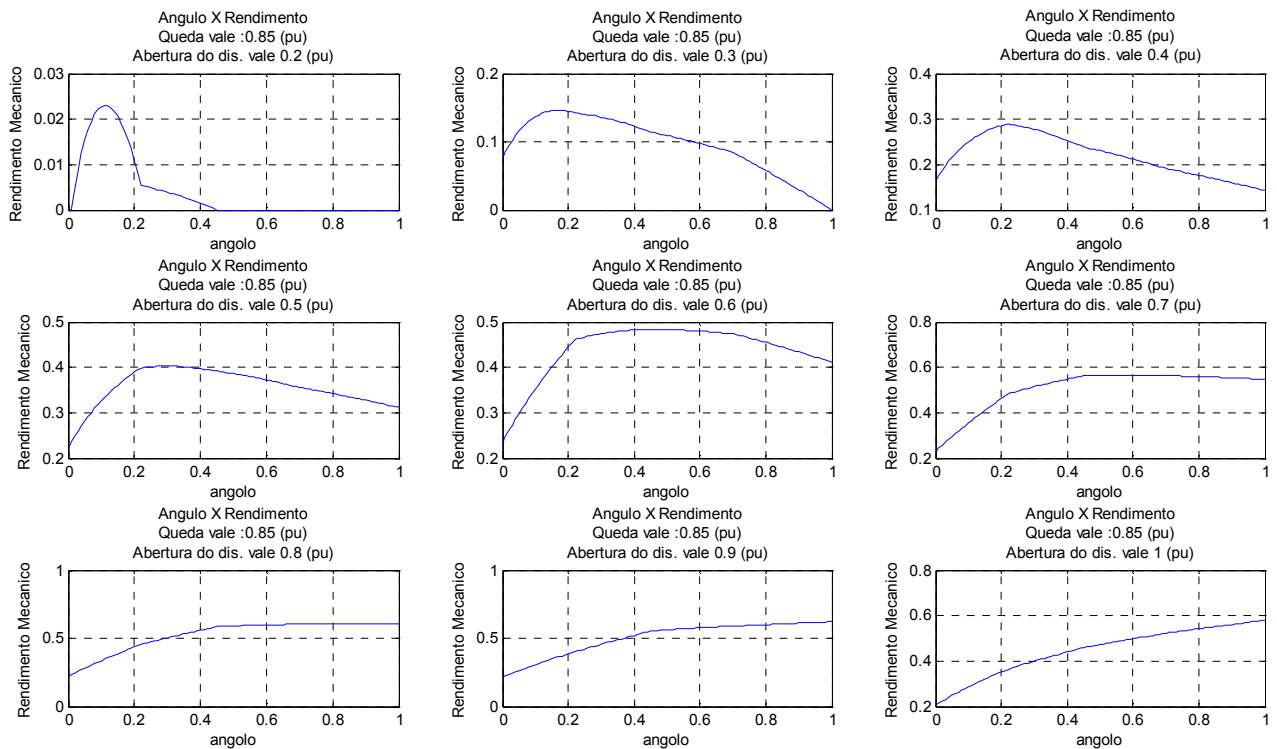 Angulo X Rendimento
Queda vale :0.85 (pu)
Abertura do dis. vale 0.2 (pu)
Rendimento Mecanico
0.03
0.02
0.01
0
0 0.2 0.4 0.6 0.8 1
angolo
Angulo X Rendimento
Queda vale :0.85 (pu)
Abertura do dis. vale 0.3 (pu)
Rendimento Mecanico
0.2
0.1
0
0 0.2 0.4 0.6 0.8 1
angolo
Angulo X Rendimento
Queda vale :0.85 (pu)
Abertura do dis. vale 0.4 (pu)
Rendimento Mecanico
0.4
0.3
0.2
0.1
0 0.2 0.4 0.6 0.8 1
angolo
Angulo X Rendimento
Queda vale :0.85 (pu)
Abertura do dis. vale 0.5 (pu)
Rendimento Mecanico
0.5
0.4
0.3
0.2
0 0.2 0.4 0.6 0.8 1
angolo
Angulo X Rendimento
Queda vale :0.85 (pu)
Abertura do dis. vale 0.6 (pu)
Rendimento Mecanico
0.5
0.4
0.3
0.2
0 0.2 0.4 0.6 0.8 1
angolo
Angulo X Rendimento
Queda vale :0.85 (pu)
Abertura do dis. vale 0.7 (pu)
Rendimento Mecanico
0.8
0.6
0.4
0.2
0 0.2 0.4 0.6 0.8 1
angolo
Angulo X Rendimento
Queda vale :0.85 (pu)
Abertura do dis. vale 0.8 (pu)
Rendimento Mecanico
1
0.5
0
0 0.2 0.4 0.6 0.8 1
angolo
Angulo X Rendimento
Queda vale :0.85 (pu)
Abertura do dis. vale 0.9 (pu)
Rendimento Mecanico
1
0.5
0
0 0.2 0.4 0.6 0.8 1
angolo
Angulo X Rendimento
Queda vale :0.85 (pu)
Abertura do dis. vale 1 (pu)
Rendimento Mecanico
0.8
0.6
0.4
0.2
0 0.2 0.4 0.6 0.8 1
angolo